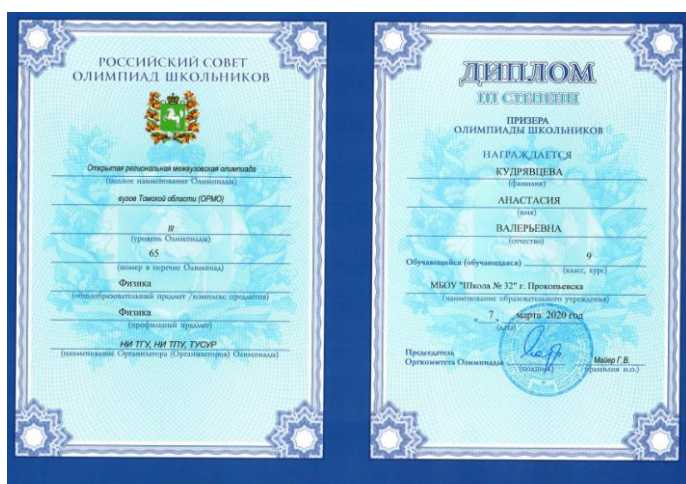 РОССИЙСКИЙ СОВЕТ
ОЛИМПИАД ШКОЛЬНИКОВ
Открытая региональная межвузовская олимпиада
(полное наименование Олимпиады)
вузов Томской области (ОРМО)
III
(уровень Олимпиады)
65
(номер в перечне Олимпиад)
Физика
(общеобразовательный предмет /комплекс предметов)
Физика
(профильный предмет)
НИ ТГУ, НИ ТПУ, ТУСУР
(наименование Организатора (Организаторов) Олимпиады)
ДИПЛОМ
III СТЕПЕНИ
ПРИЗЕРА
ОЛИМПИАДЫ ШКОЛЬНИКОВ
НАГРАЖДАЕТСЯ
КУДРЯВЦЕВА
(фамилия)
АНАСТАСИЯ
(имя)
ВАЛЕРЬЕВНА
(отчество)
Обучающийся (обучающаяся) 9
(класс, курс)
МБОУ "Школа № 32" г. Прокопьевска
(наименование образовательного учреждения)
„ 7 „ марта 2020 год
(дата)
Председатель
Оргкомитета Олимпиады Майер Г.В.
(подпись) (фамилия и.о.)